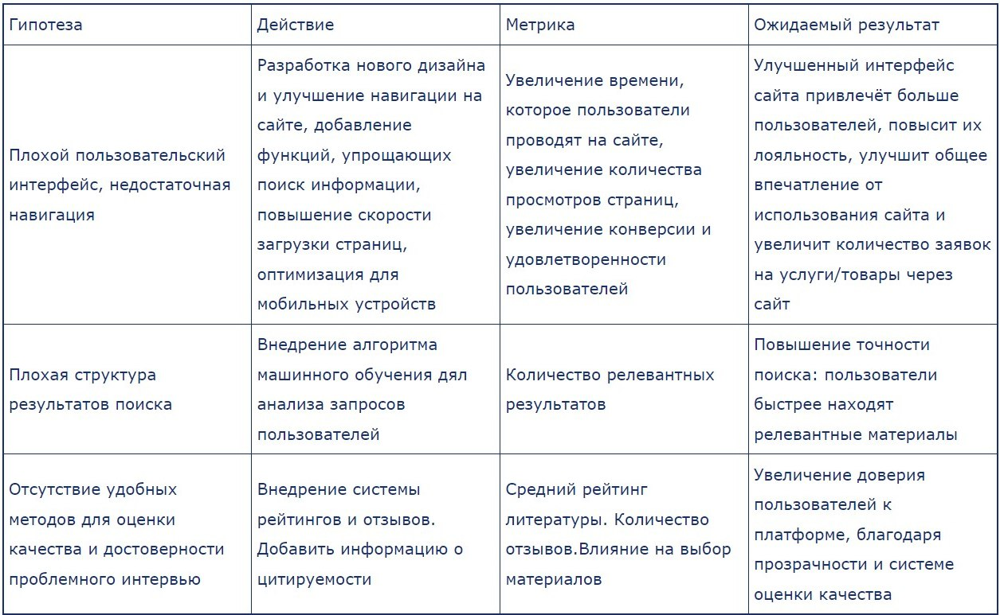 Гипотеза
Действие
Метрика
Ожидаемый результат
Плохой пользовательский
интерфейс, недостаточная
навигация
Разработка нового дизайна
и улучшение навигации на
сайте, добавление
функций, упрощающих
поиск информации,
повышение скорости
загрузки страниц,
оптимизация для
мобильных устройств
Увеличение времени,
которое пользователи
проводят на сайте,
увеличение количества
просмотров страниц,
увеличение конверсии и
удовлетворенности
пользователей
Улучшенный интерфейс
сайта привлечёт больше
пользователей, повысит их
лояльность, улучшит общее
впечатление от
использования сайта и
увеличит количество заявок
на услуги/товары через
сайт
Плохая структура
результатов поиска
Внедрение алгоритма
машинного обучения дял
анализа запросов
пользователей
Количество релевантных
результатов
Повышение точности
поиска: пользователи
быстрее находят
релевантные материалы
Отсутствие удобных
методов для оценки
качества и достоверности
проблемного интервью
Внедрение системы
рейтингов и отзывов.
Добавить информацию о
цитируемости
Средний рейтинг
литературы. Количество
отзывов.Влияние на выбор
материалов
Увеличение доверия
пользователей к
платформе, благодаря
прозрачности и системе
оценки качества